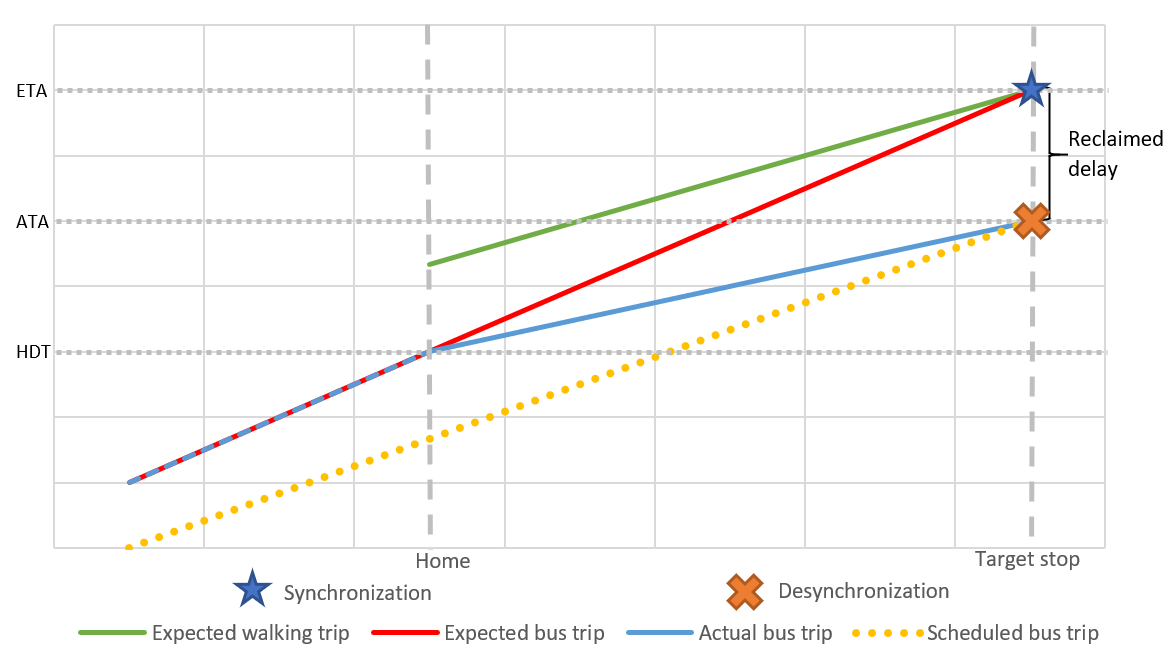 ETA
Reclaimed
delay
ATA
HDT
Home
Target stop
Synchronization
Desynchronization
Expected walking trip
Expected bus trip
Actual bus trip
Scheduled bus trip